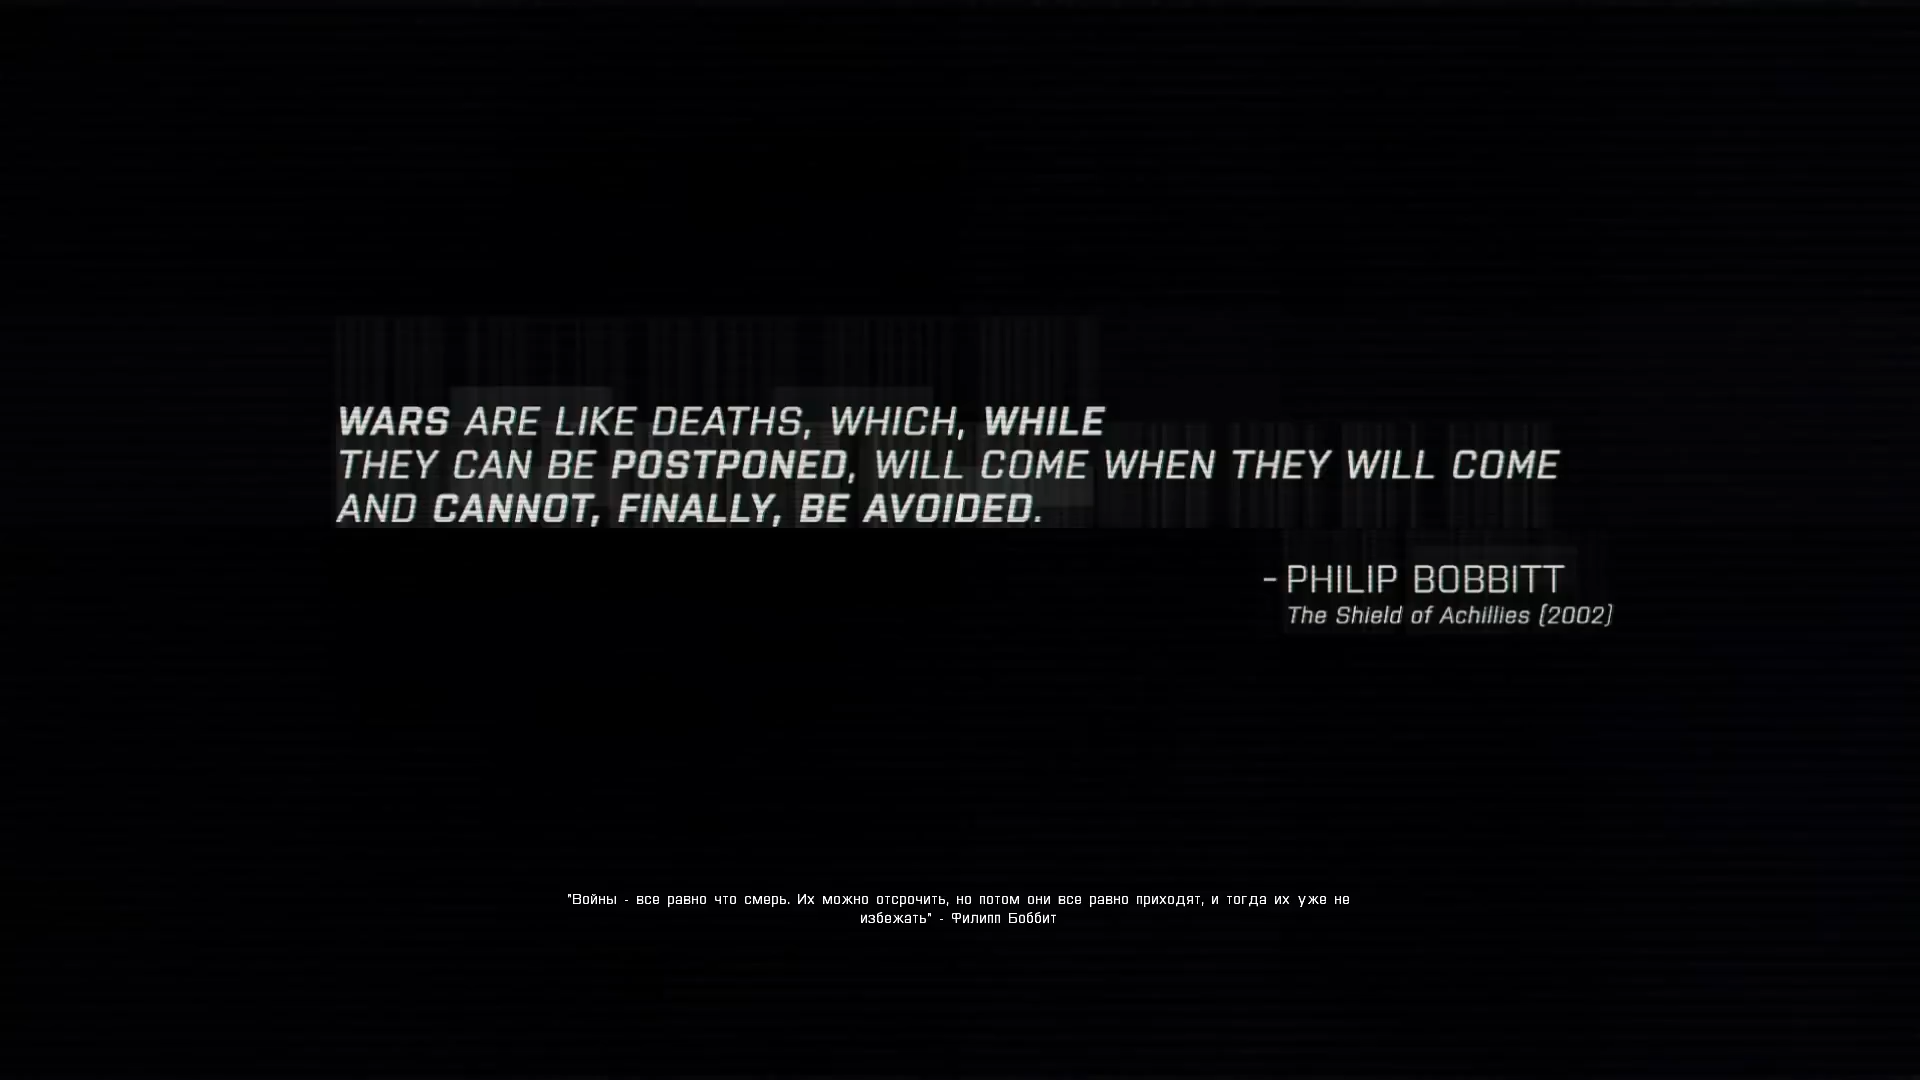 WARS ARE LIKE DEATHS, WHICH, WHILE
THEY CAN BE POSTPONED, WILL COME WHEN THEY WILL COME
AND CANNOT, FINALLY, BE AVOIDED.
- PHILIP BOBBITT
The Shield of Achillies (2002)
"Войны - все равно что смерь. Их можно отсрочить, но потом они все равно приходят, и тогда их уже не
избежать" - Филипп Боббит